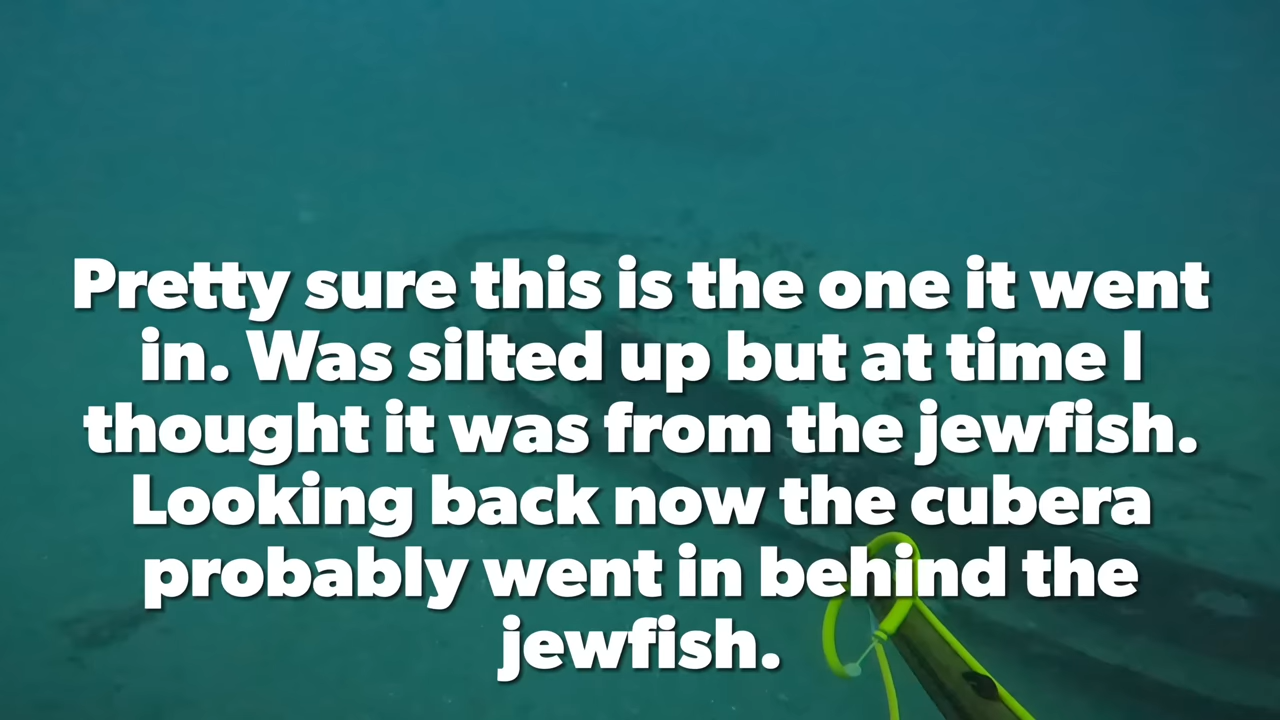 Pretty sure this is the one it went
in. Was silted up but at time I
thought it was from the jewfish.
Looking back now the cubera
probably went in behind the
jewfish.